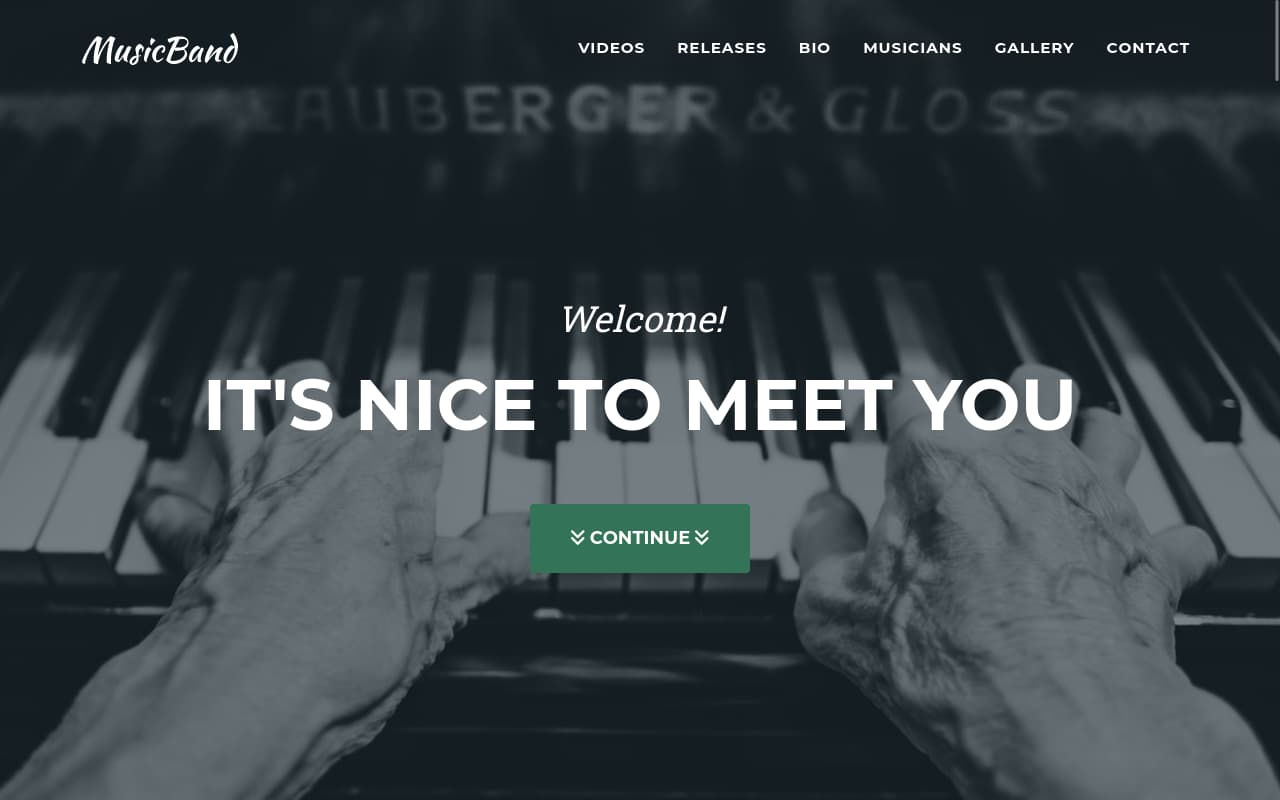 MusicBand
VIDEOS RELEASES BIO MUSICIANS GALLERY CONTACT
AUBERGER & GLOSS
Welcome!
IT'S NICE TO MEET YOU
CONTINUE